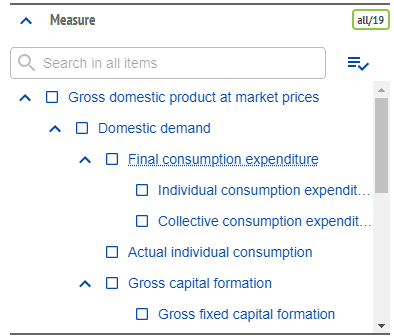 Measure
all/19
Search in all items
Gross domestic product at market prices
Domestic demand
Final consumption expenditure
Individual consumption expendit...
Collective consumption expendit...
Actual individual consumption
Gross capital formation
Gross fixed capital formation